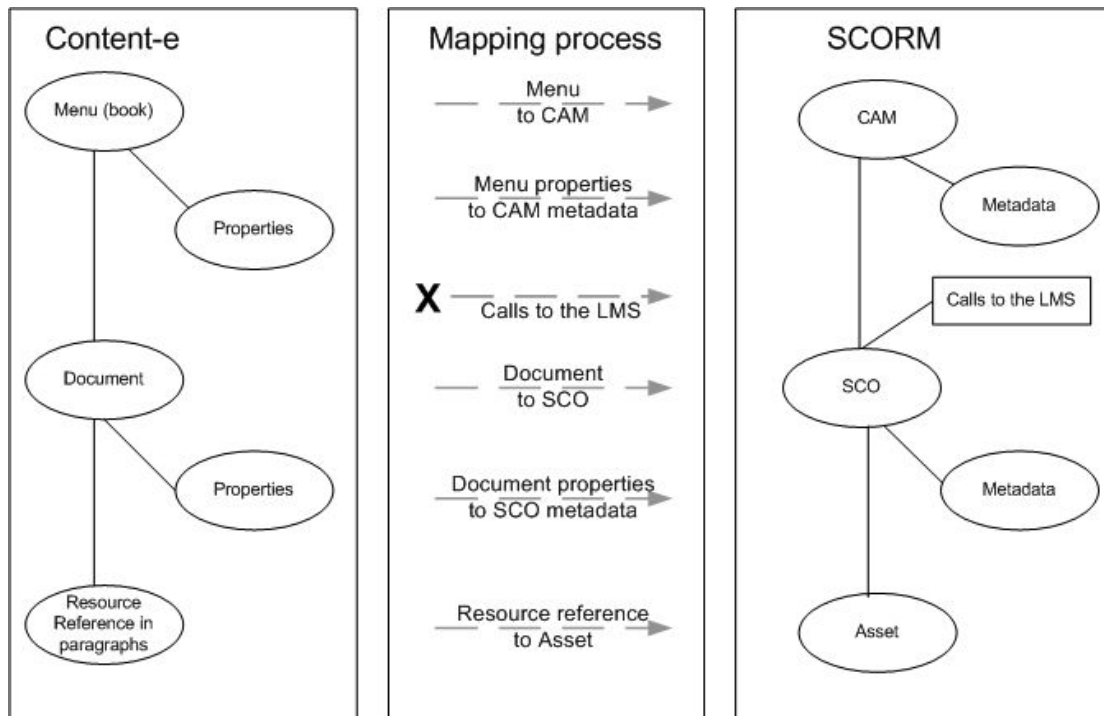 Content-e
Menu (book)
Properties
Document
Properties
Resource
Reference in
paragraphs
Mapping process
Menu
to CAM
Menu properties
to CAM metadata
X
Calls to the LMS
Document
to SCO
Document properties
to SCO metadata
Resource reference
to Asset
SCORM
CAM
Metadata
Calls to the LMS
SCO
Metadata
Asset